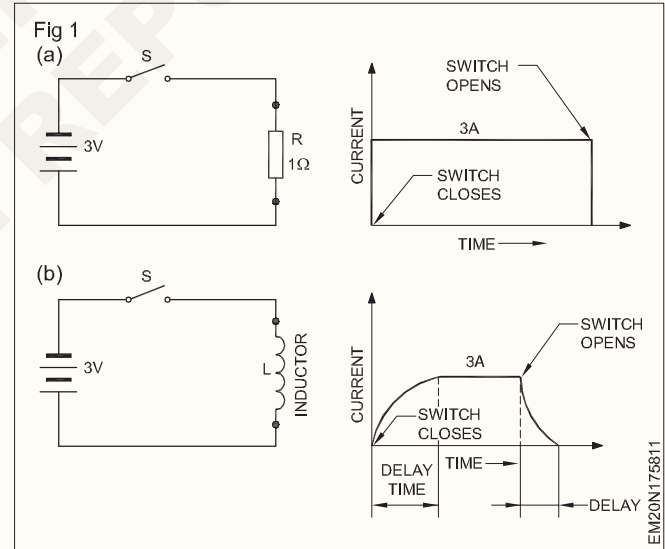 Fig 1
(a)
S
3V
R
1Ω
SWITCH
OPENS
3A
CURRENT
SWITCH
CLOSES
TIME
(b)
S
3V
L
INDUCTOR
SWITCH
OPENS
3A
CURRENT
SWITCH
CLOSES
DELAY
TIME
TIME
DELAY
EM20N175811